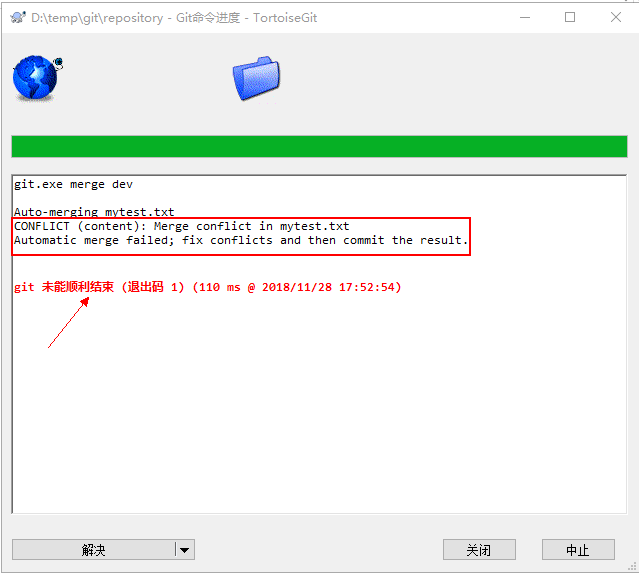 D:\temp\git\repository - Git命令进度 - TortoiseGit
git.exe merge dev
Auto-merging mytest.txt
CONFLICT (content): Merge conflict in mytest.txt
Automatic merge failed; fix conflicts and then commit the result.
git 未能顺利结束 (退出码 1) (110 ms @ 2018/11/28 17:52:54)
解决
关闭
中止